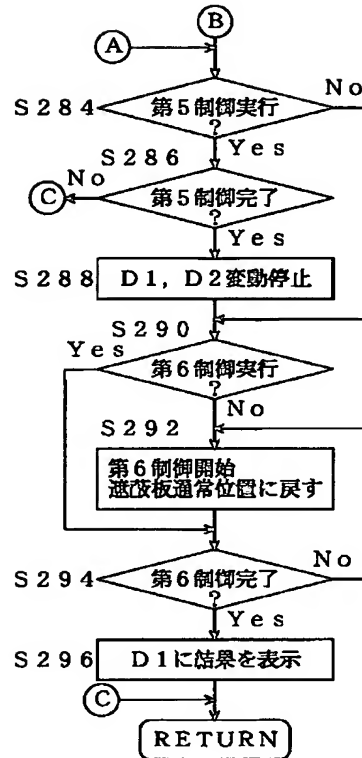 B
A
No
S284 第5制御実行
?
S286 Yes
No
C 第5制御完了
?
Yes
S288 D1，D2変動停止
S290
Yes
第6制御実行
?
No
S292
第6制御開始
遮蔽板通常位置に戻す
No
S294 第6制御完了
?
Yes
S296 D1に結果を表示
C
RETURN